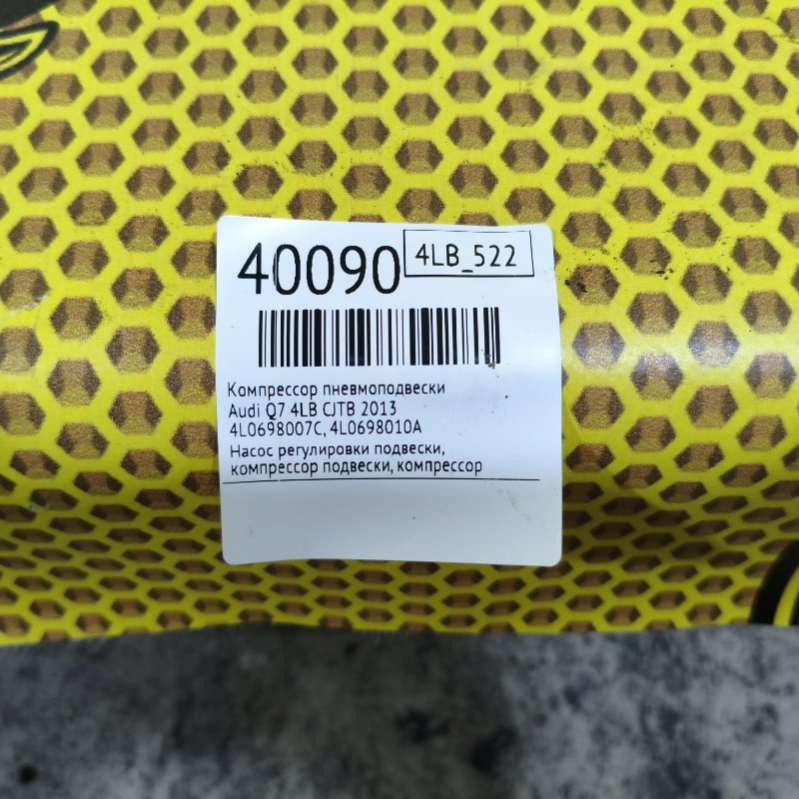 40090
4LB_522
Компрессор пневмоподвески
Audi Q7 4LB CJTB 2013
4L0698007C, 4L0698010A
Насос регулировки подвески,
компрессор подвески, компрессор